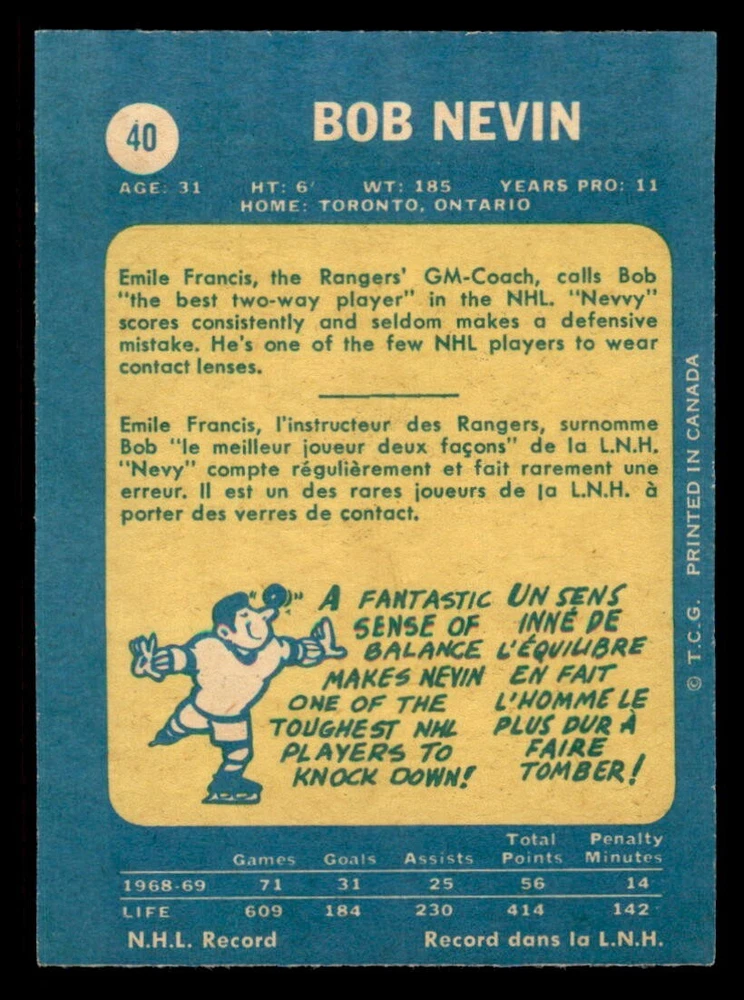 40
BOB NEVIN
AGE: 31 HT: 6' WT: 185 YEARS PRO: 11
HOME: TORONTO, ONTARIO
Emile Francis, the Rangers' GM-Coach, calls Bob
"the best two-way player" in the NHL. "Nevvy"
scores consistently and seldom makes a defensive
mistake. He's one of the few NHL players to wear
contact lenses.
Emile Francis, l'instructeur des Rangers, surnomme
Bob "le meilleur joueur deux façons" de la L.N.H.
"Nevy" compte régulièrement et fait rarement une
erreur. Il est un des rares joueurs de la L.N.H. à
porter des verres de contact.
A FANTASTIC
SENSE OF
BALANCE
MAKES NEVIN
ONE OF THE
TOUGHEST NHL
PLAYERS TO
KNOCK DOWN!
UN SENS
INNÉ DE
L'ÉQUILIBRE
EN FAIT
L'HOMME LE
PLUS DUR À
FAIRE
TOMBER!
© T.C.G. PRINTED IN CANADA
Total Penalty
Games Goals Assists Points Minutes
1968-69 71 31 25 56 14
LIFE 609 184 230 414 142
N.H.L. Record Record dans la L.N.H.